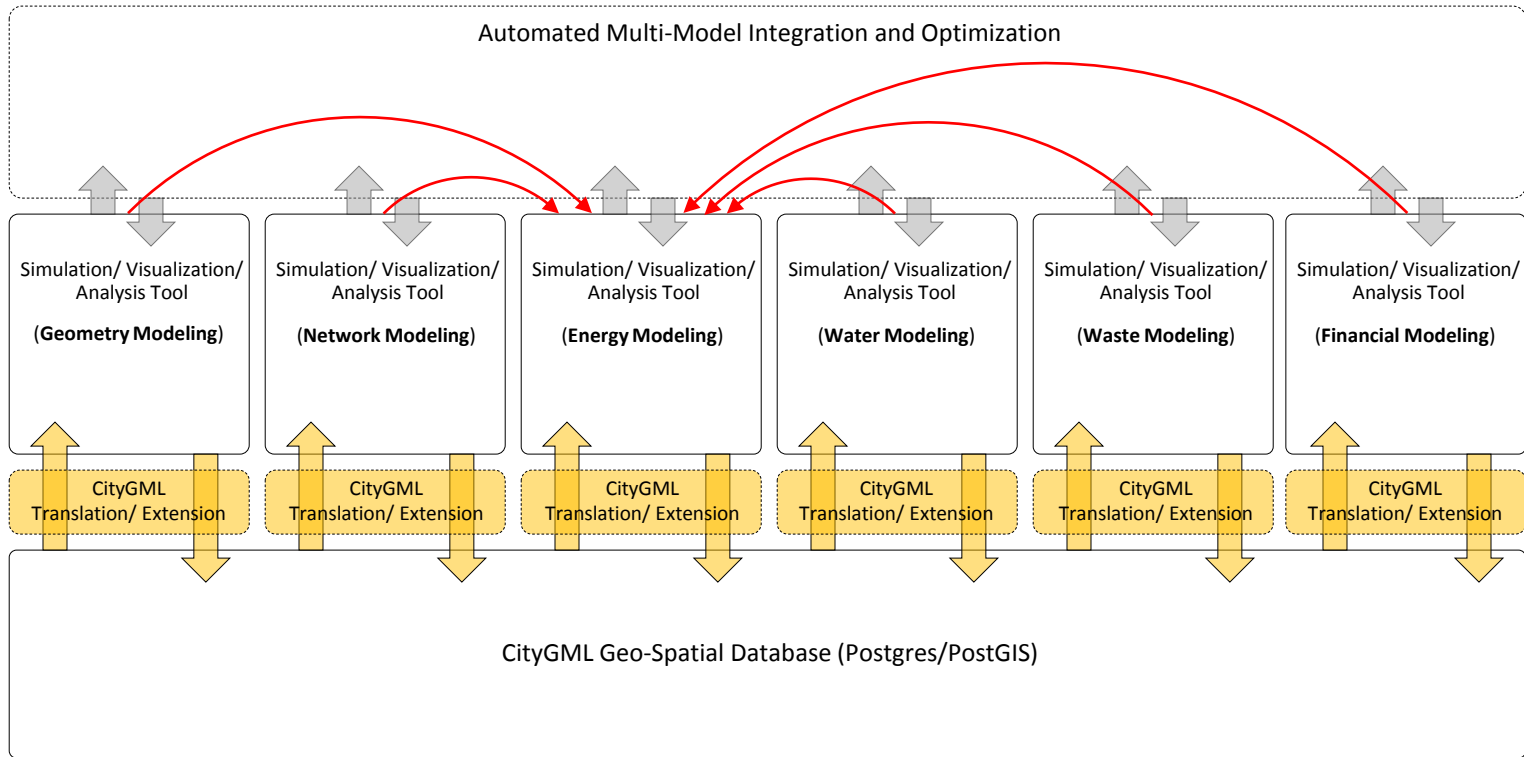 Automated Multi-Model Integration and Optimization
Simulation/ Visualization/
Analysis Tool
(Geometry Modeling)
Simulation/ Visualization/
Analysis Tool
(Network Modeling)
Simulation/ Visualization/
Analysis Tool
(Energy Modeling)
Simulation/ Visualization/
Analysis Tool
(Water Modeling)
Simulation/ Visualization/
Analysis Tool
(Waste Modeling)
Simulation/ Visualization/
Analysis Tool
(Financial Modeling)
CityGML
Translation/ Extension
CityGML
Translation/ Extension
CityGML
Translation/ Extension
CityGML
Translation/ Extension
CityGML
Translation/ Extension
CityGML
Translation/ Extension
CityGML Geo-Spatial Database (Postgres/PostGIS)